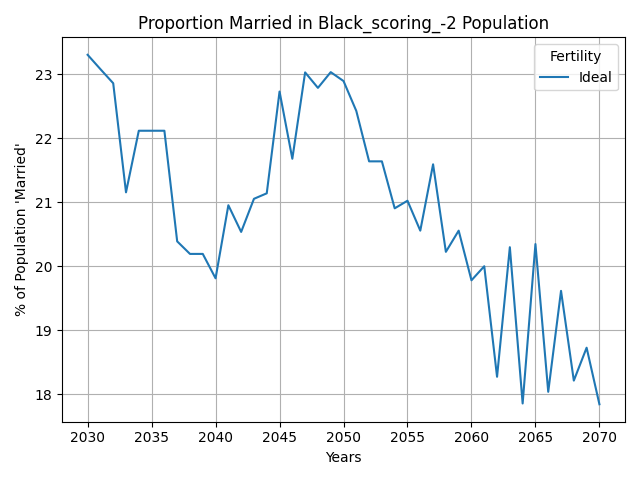 Proportion Married in Black_scoring_-2 Population
Fertility
Ideal
% of Population 'Married'
23
22
21
20
19
18
2030 2035 2040 2045 2050 2055 2060 2065 2070
Years